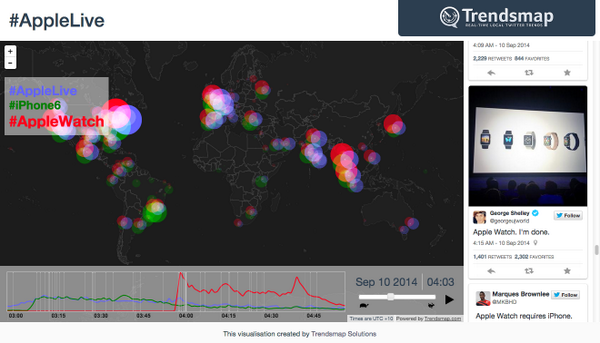 #AppleLive
Trendsmap
REAL-TIME LOCAL TWITTER TRENDS
+
-
#AppleLive
#iPhone6
#AppleWatch
4:09 AM - 10 Sep 2014
2,229 RETWEETS 844 FAVORITES
George Shelley
@georgeupworld
Follow
Apple Watch. I'm done.
4:15 AM - 10 Sep 2014
1,401 RETWEETS 2,302 FAVORITES
Marques Brownlee
@MKBHD
Follow
Apple Watch requires iPhone.
Sep 10 2014 04:03
03:00 03:15 03:30 03:45 04:00 04:15 04:30 04:45
Times are UTC +10 Powered by Trendsmap.com
This visualisation created by Trendsmap Solutions